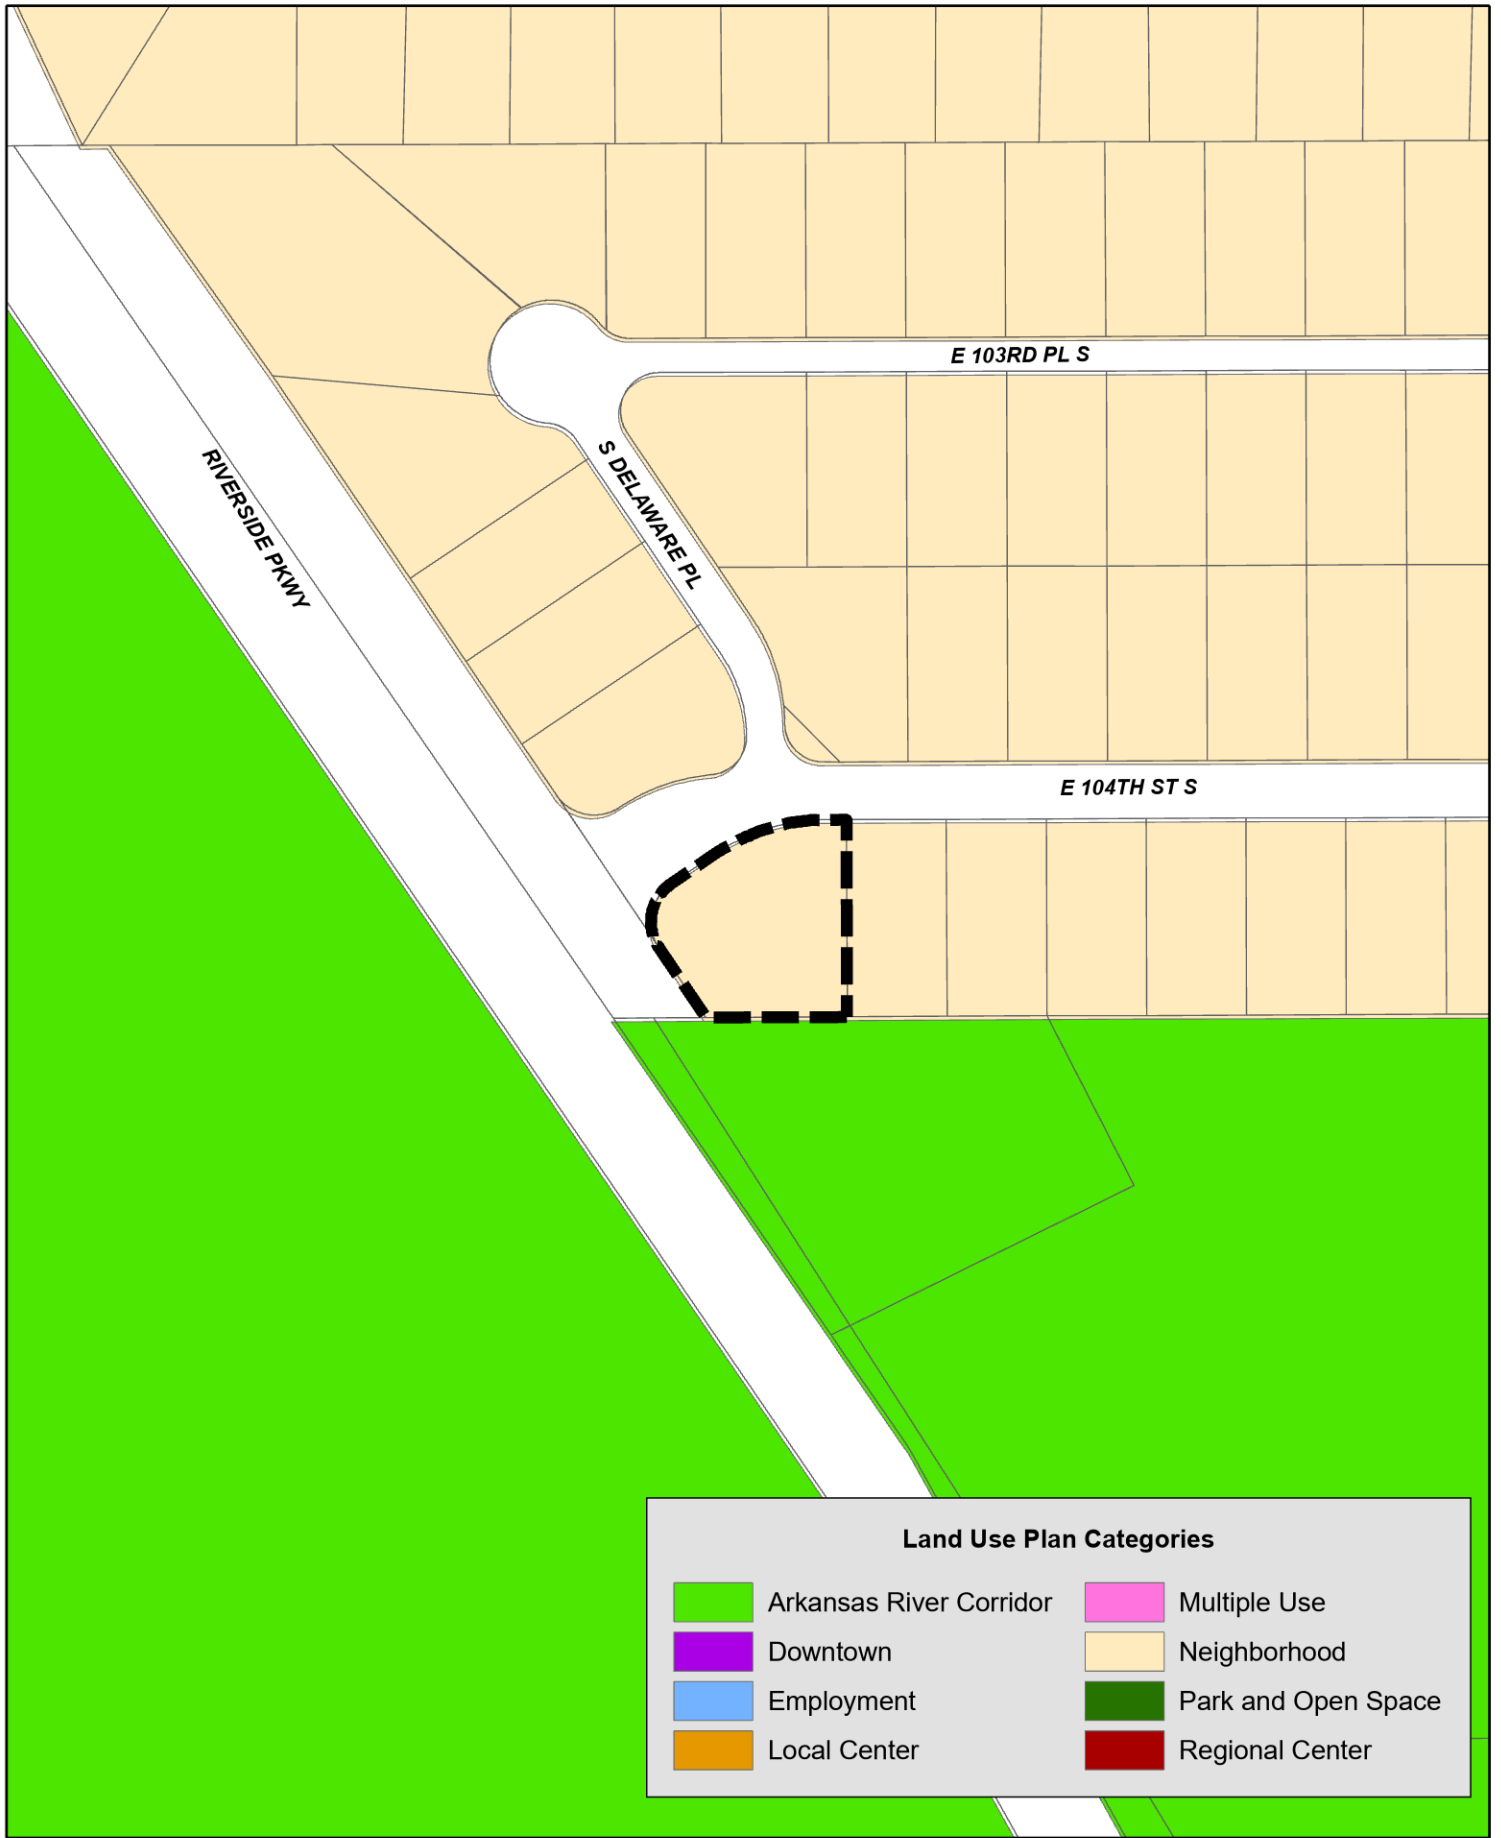 E 103RD PL S
S DELAWARE PL
RIVERSIDE PKWY
E 104TH ST S
Land Use Plan Categories
Arkansas River Corridor
Downtown
Employment
Local Center
Multiple Use
Neighborhood
Park and Open Space
Regional Center